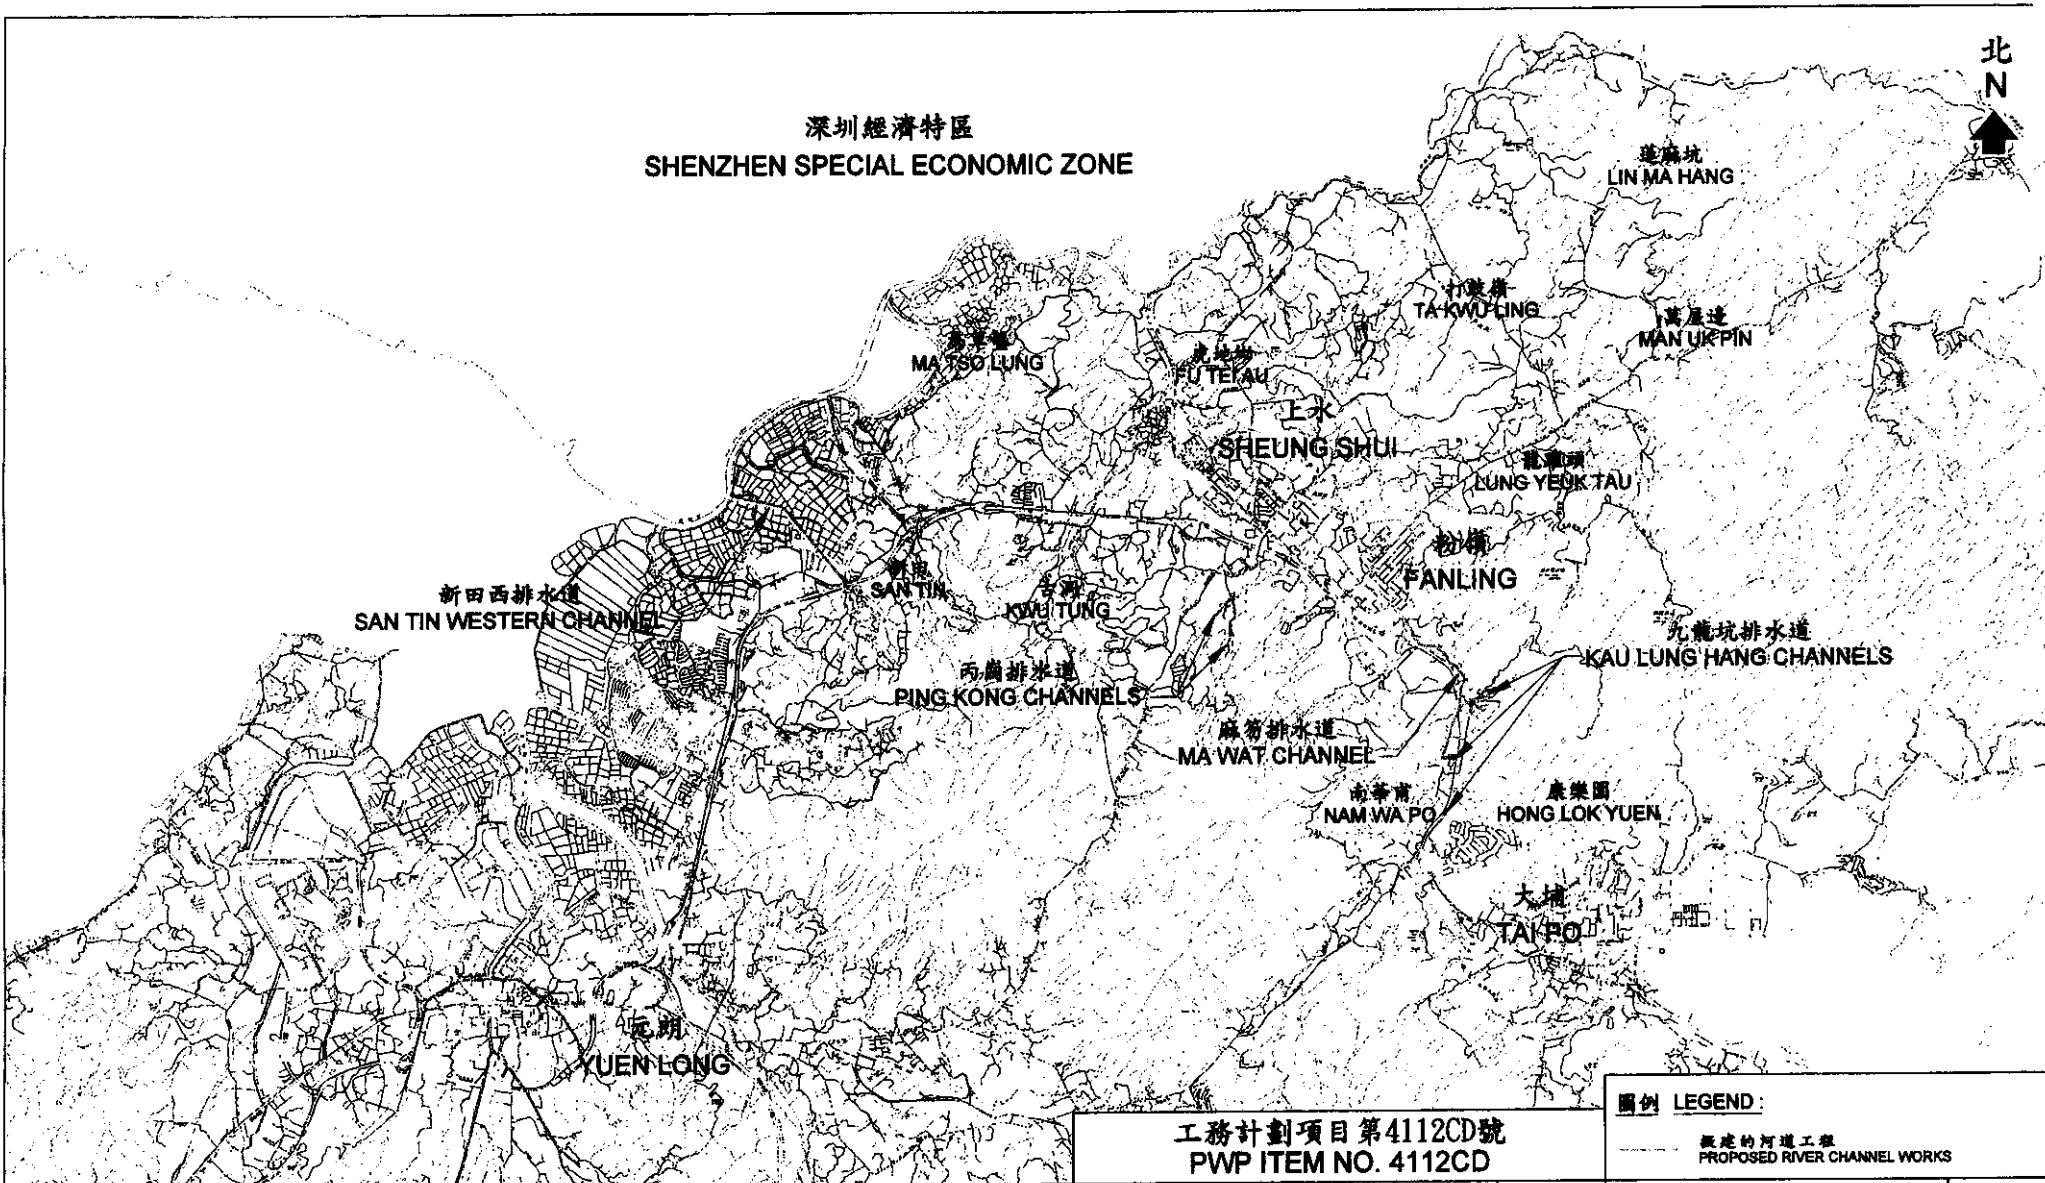 北
N
深圳經濟特區
SHENZHEN SPECIAL ECONOMIC ZONE
蓮麻坑
LIN MA HANG
打鼓嶺
TA KWU LING
萬屋邊
MAN UK PIN
馬草壟
MA TSO LUNG
虎地坳
FU TEI AU
上水
SHEUNG SHUI
龍躍頭
LUNG YEUK TAU
粉嶺
FANLING
新田
SAN TIN
古洞
KWU TUNG
新田西排水道
SAN TIN WESTERN CHANNEL
九龍坑排水道
KAU LUNG HANG CHANNELS
丙崗排水道
PING KONG CHANNELS
麻笏排水道
MA WAT CHANNEL
南華莆
NAM WA PO
康樂園
HONG LOK YUEN
大埔
TAI PO
元朗
YUEN LONG
工務計劃項目第4112CD號
PWP ITEM NO. 4112CD
圖例 LEGEND:
擬建的河道工程
PROPOSED RIVER CHANNEL WORKS